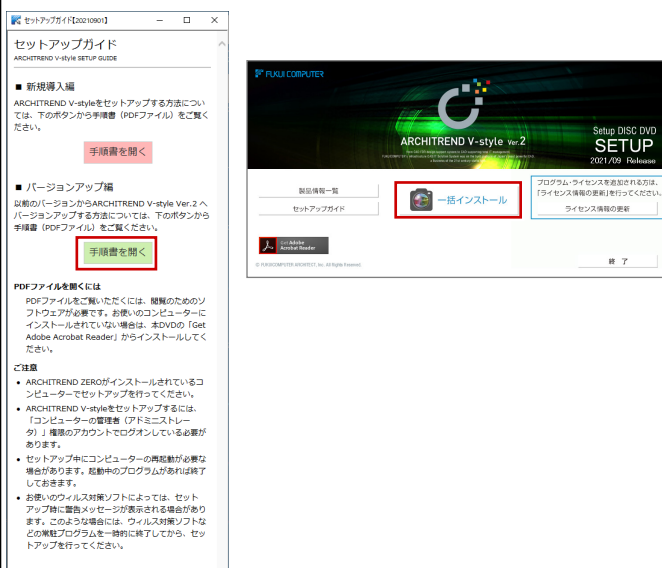 セットアップガイド【20210901】
セットアップガイド
ARCHITREND V-style SETUP GUIDE
■ 新規導入編
ARCHITREND V-styleをセットアップする方法につい
ては、下のボタンから手順書（PDFファイル）をご覧く
ださい。
手順書を開く
■ バージョンアップ編
以前のバージョンからARCHITREND V-style Ver.2 へ
バージョンアップする方法については、下のボタンから
手順書（PDFファイル）をご覧ください。
手順書を開く
PDFファイルを開くには
PDFファイルをご覧いただくには、閲覧のためのソ
フトウェアが必要です。お使いのコンピューターに
インストールされていない場合は、本DVDの「Get
Adobe Acrobat Reader」からインストールしてく
ださい。
ご注意
• ARCHITREND ZEROがインストールされているコ
ンピューターでセットアップを行ってください。
• ARCHITREND V-styleをセットアップするには、
「コンピューターの管理者（アドミニストレー
タ）」権限のアカウントでログオンしている必要が
あります。
• セットアップ中にコンピューターの再起動が必要な
場合があります。起動中のプログラムがあれば終了
しておきます。
• お使いのウィルス対策ソフトによっては、セット
アップ時に警告メッセージが表示される場合があり
ます。このような場合には、ウィルス対策ソフトな
どの常駐プログラムを一時的に終了してから、セッ
トアップを行ってください。
FUKUI COMPUTER
ARCHITREND V-style Ver.2
Setup DISC DVD
SETUP
2021/09 Release
製品情報一覧
セットアップガイド
一括インストール
プログラム・ライセンスを追加される方は、
「ライセンス情報の更新」を行ってください。
ライセンス情報の更新
Get Adobe
Acrobat Reader
© FUKUICOMPUTER ARCHITECT, Inc. All Rights Reserved.
終 了